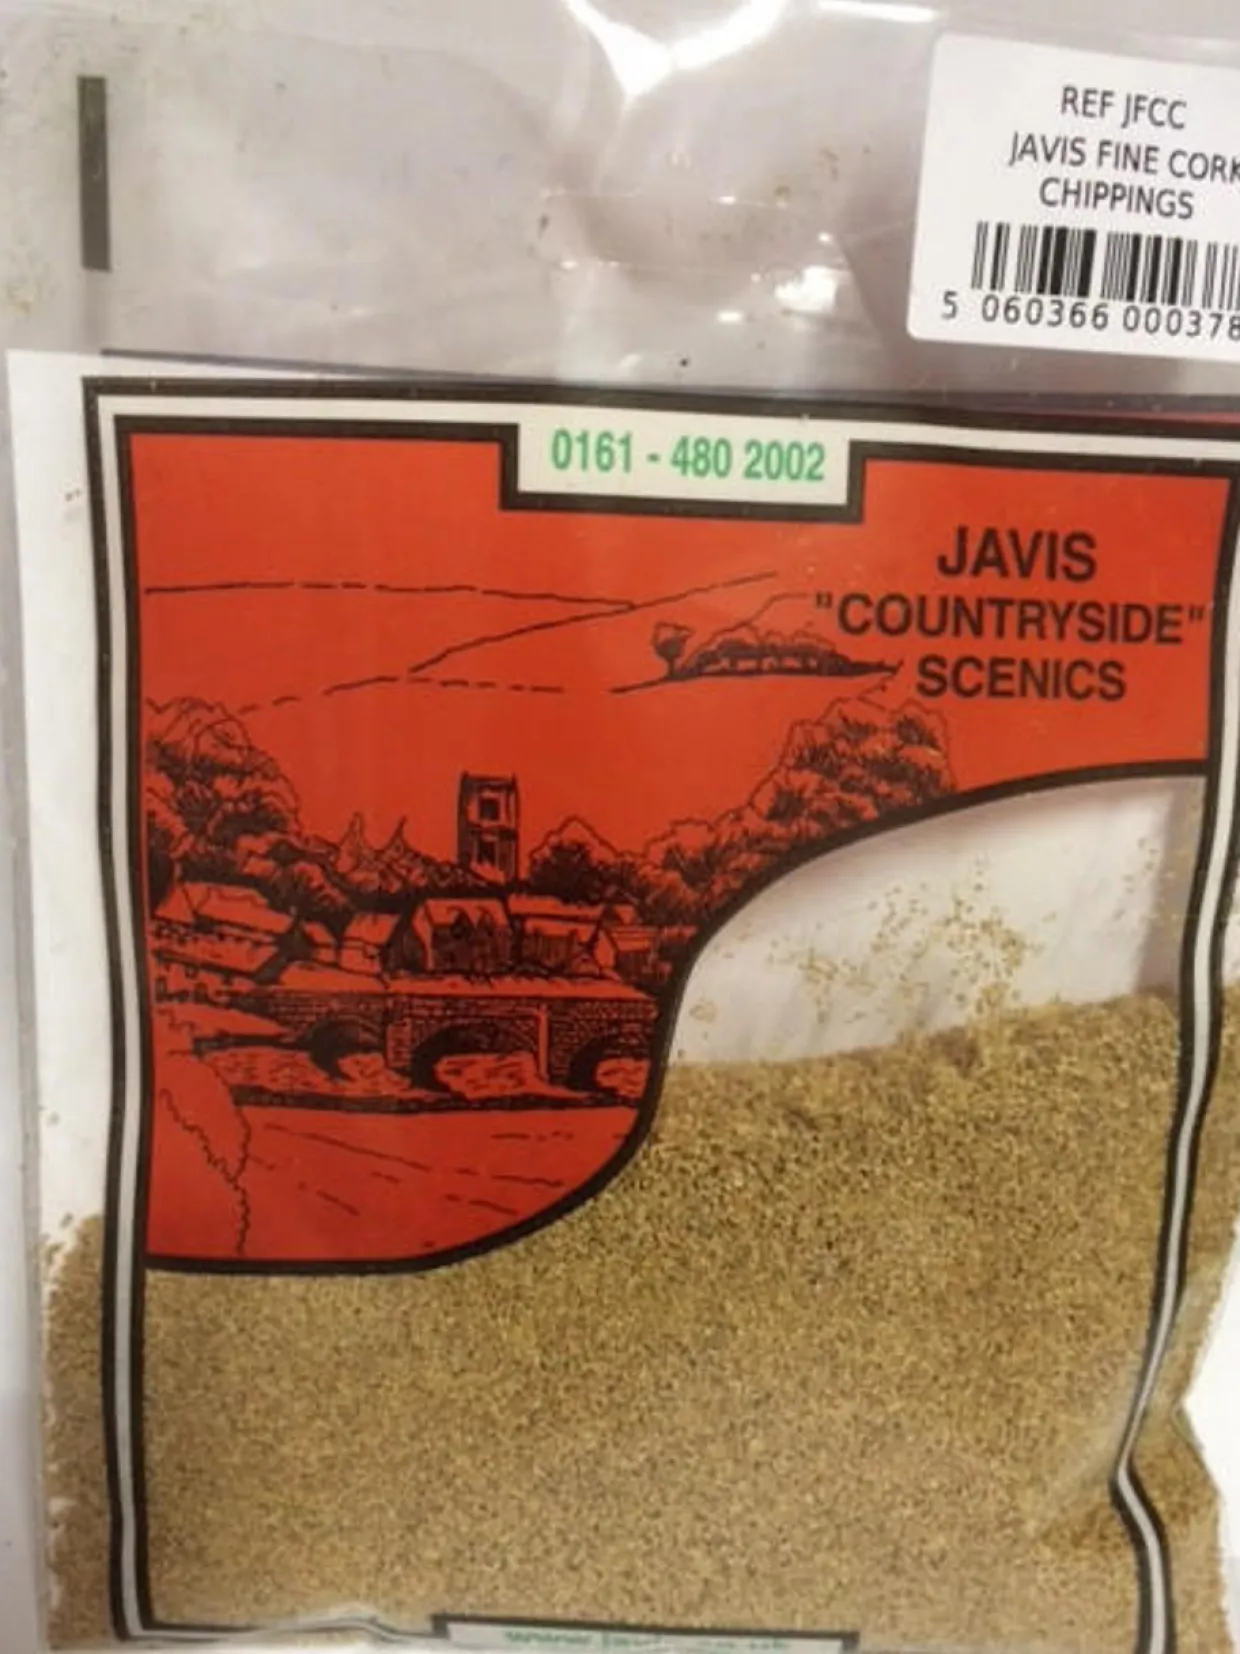 REF JFCC
JAVIS FINE CORK
CHIPPINGS
5 060366 000378
0161 - 480 2002
JAVIS
"COUNTRYSIDE"
SCENICS